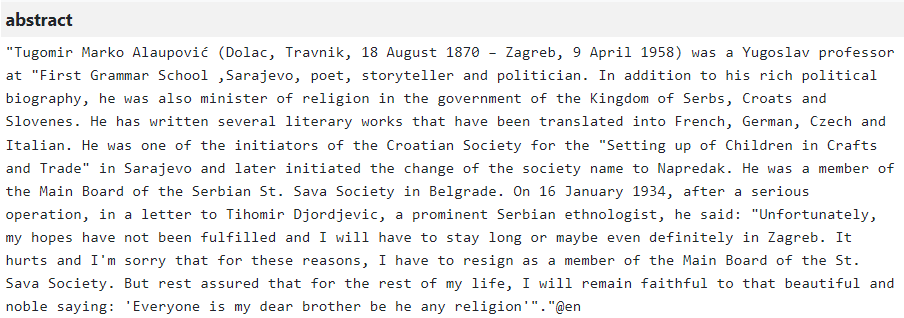 abstract
"Tugomir Marko Alaupović (Dolac, Travnik, 18 August 1870 – Zagreb, 9 April 1958) was a Yugoslav professor
at "First Grammar School ,Sarajevo, poet, storyteller and politician. In addition to his rich political
biography, he was also minister of religion in the government of the Kingdom of Serbs, Croats and
Slovenes. He has written several literary works that have been translated into French, German, Czech and
Italian. He was one of the initiators of the Croatian Society for the "Setting up of Children in Crafts
and Trade" in Sarajevo and later initiated the change of the society name to Napredak. He was a member of
the Main Board of the Serbian St. Sava Society in Belgrade. On 16 January 1934, after a serious
operation, in a letter to Tihomir Djordjevic, a prominent Serbian ethnologist, he said: "Unfortunately,
my hopes have not been fulfilled and I will have to stay long or maybe even definitely in Zagreb. It
hurts and I'm sorry that for these reasons, I have to resign as a member of the Main Board of the St.
Sava Society. But rest assured that for the rest of my life, I will remain faithful to that beautiful and
noble saying: 'Everyone is my dear brother be he any religion'"."@en